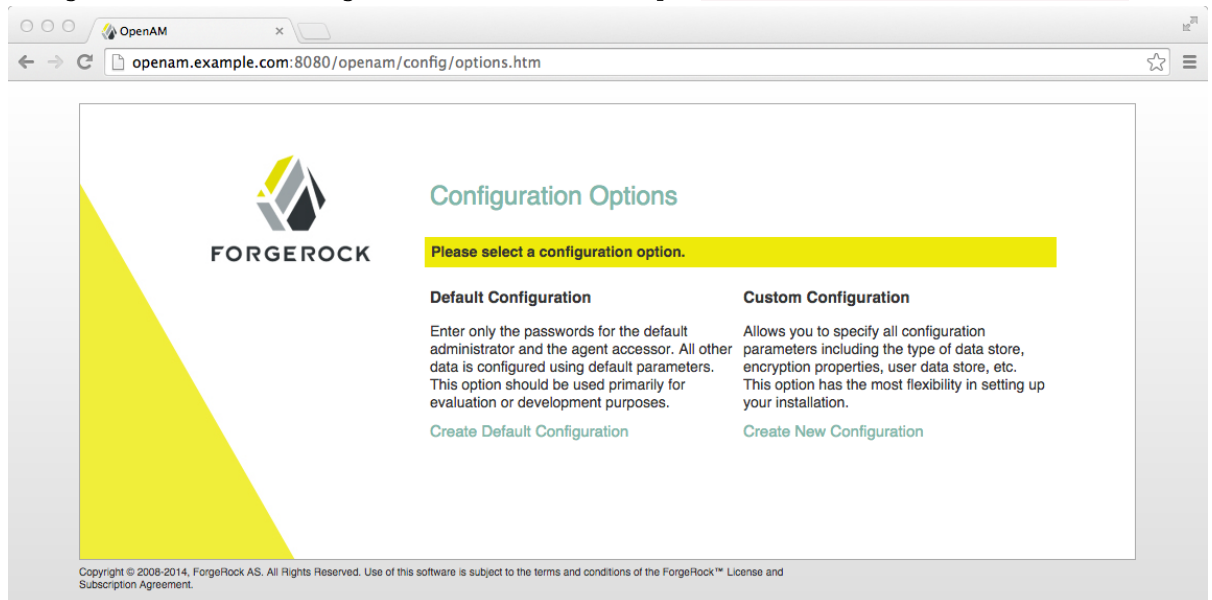 OpenAM
openam.example.com:8080/openam/config/options.htm
FORGEROCK
Configuration Options
Please select a configuration option.
Default Configuration
Enter only the passwords for the default
administrator and the agent accessor. All other
data is configured using default parameters.
This option should be used primarily for
evaluation or development purposes.
Create Default Configuration
Custom Configuration
Allows you to specify all configuration
parameters including the type of data store,
encryption properties, user data store, etc.
This option has the most flexibility in setting up
your installation.
Create New Configuration
Copyright © 2008-2014, ForgeRock AS. All Rights Reserved. Use of this software is subject to the terms and conditions of the ForgeRock™ License and
Subscription Agreement.